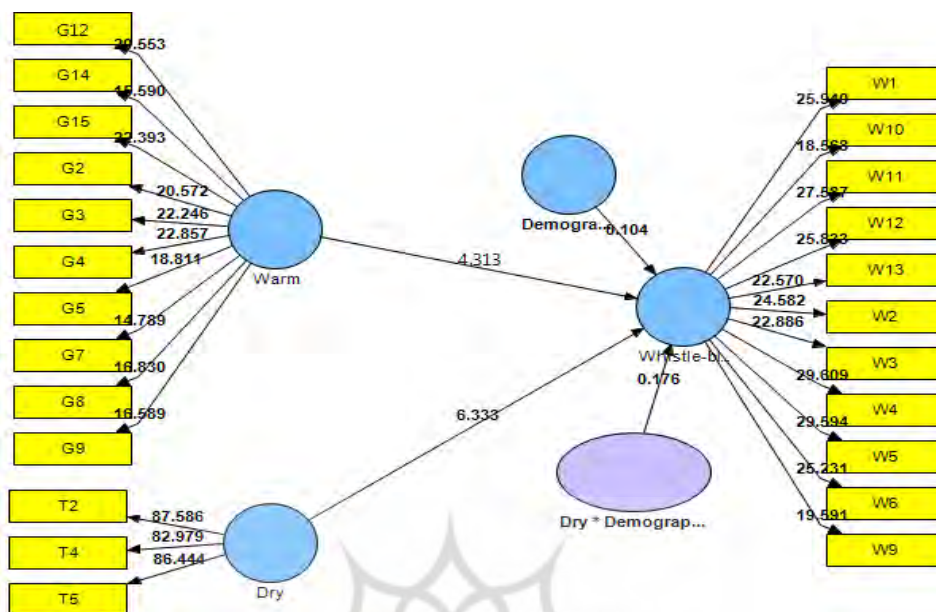 G12
G14
G15
G2
G3
G4
G5
G7
G8
G9
T2
T4
T5
20.553
15.590
22.393
20.572
22.246
22.857
18.811
14.789
16.830
16.589
87.586
82.979
86.444
Warm
Dry
4.313
6.333
Demogra...
0.104
Whistle-bl..
0.176
Dry * Demograp...
25.940
18.568
27.587
25.833
22.570
24.582
22.886
29.609
29.594
25.231
19.591
W1
W10
W11
W12
W13
W2
W3
W4
W5
W6
W9